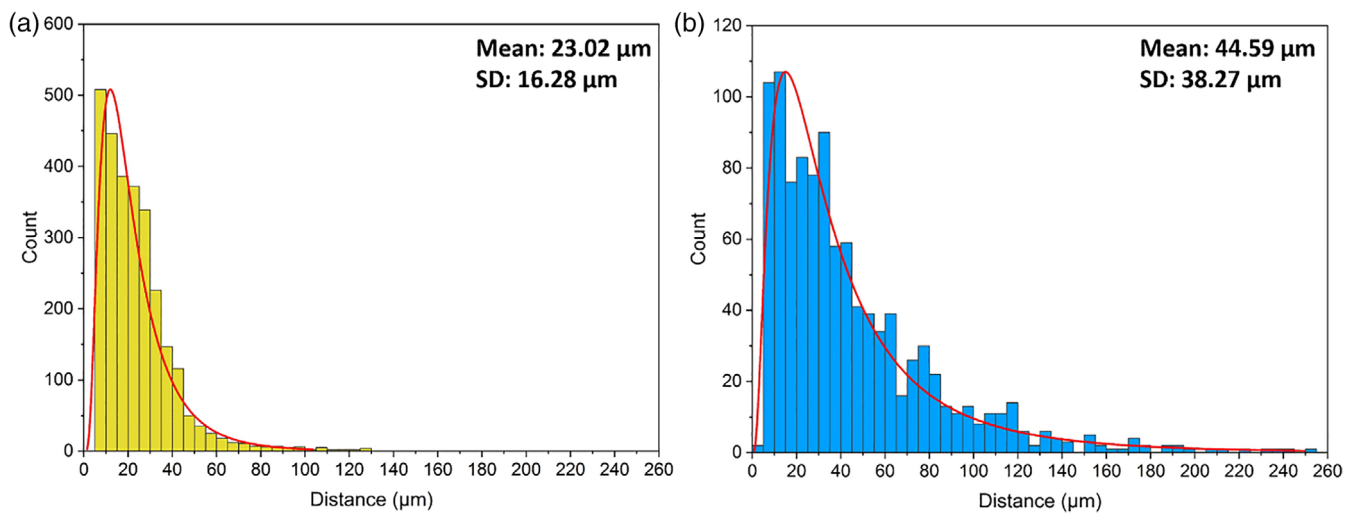 (a)
600
500
400
300
200
100
0
Count
Mean: 23.02 μm
SD: 16.28 μm
0 20 40 60 80 100 120 140 160 180 200 220 240 260
Distance (μm)
(b)
120
100
80
60
40
20
0
Count
Mean: 44.59 μm
SD: 38.27 μm
0 20 40 60 80 100 120 140 160 180 200 220 240 260
Distance (μm)